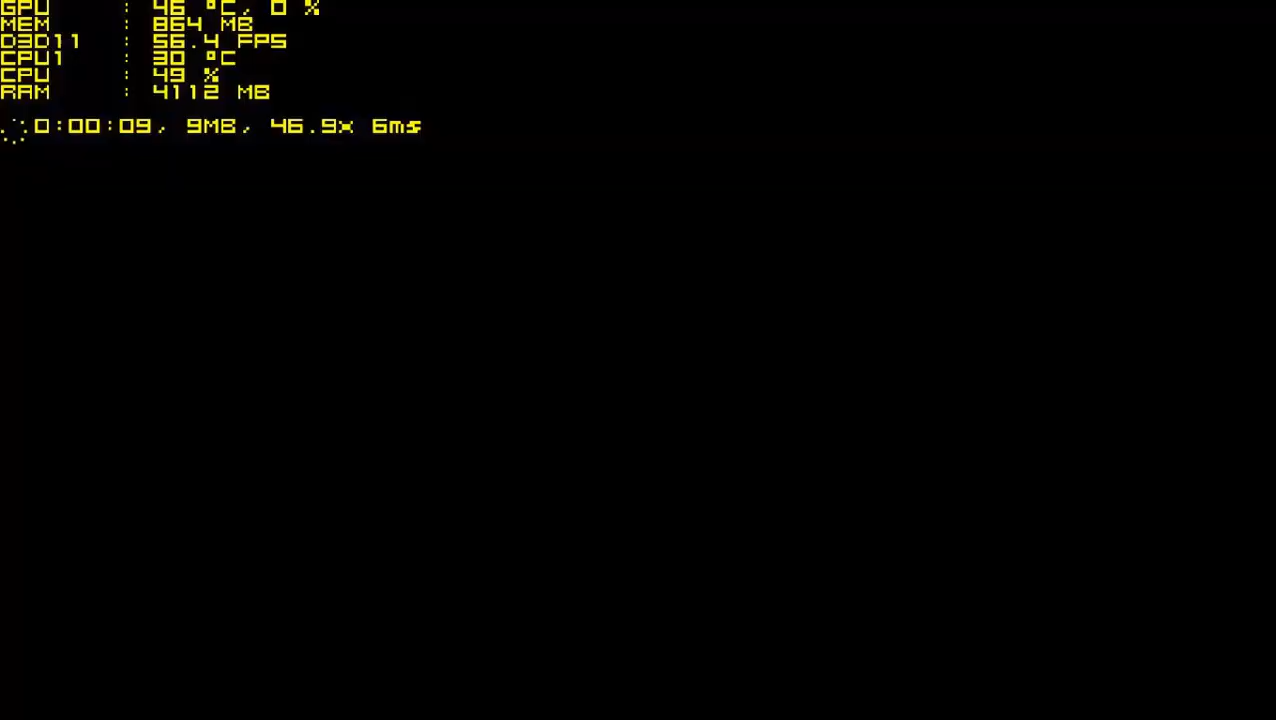 GPU : 46 °C, 0 %
MEM : 864 MB
D3D11 : 56.4 FPS
CPU1 : 30 °C
CPU : 49 %
RAM : 4112 MB
0:00:09, 9MB, 46.9x 6ms